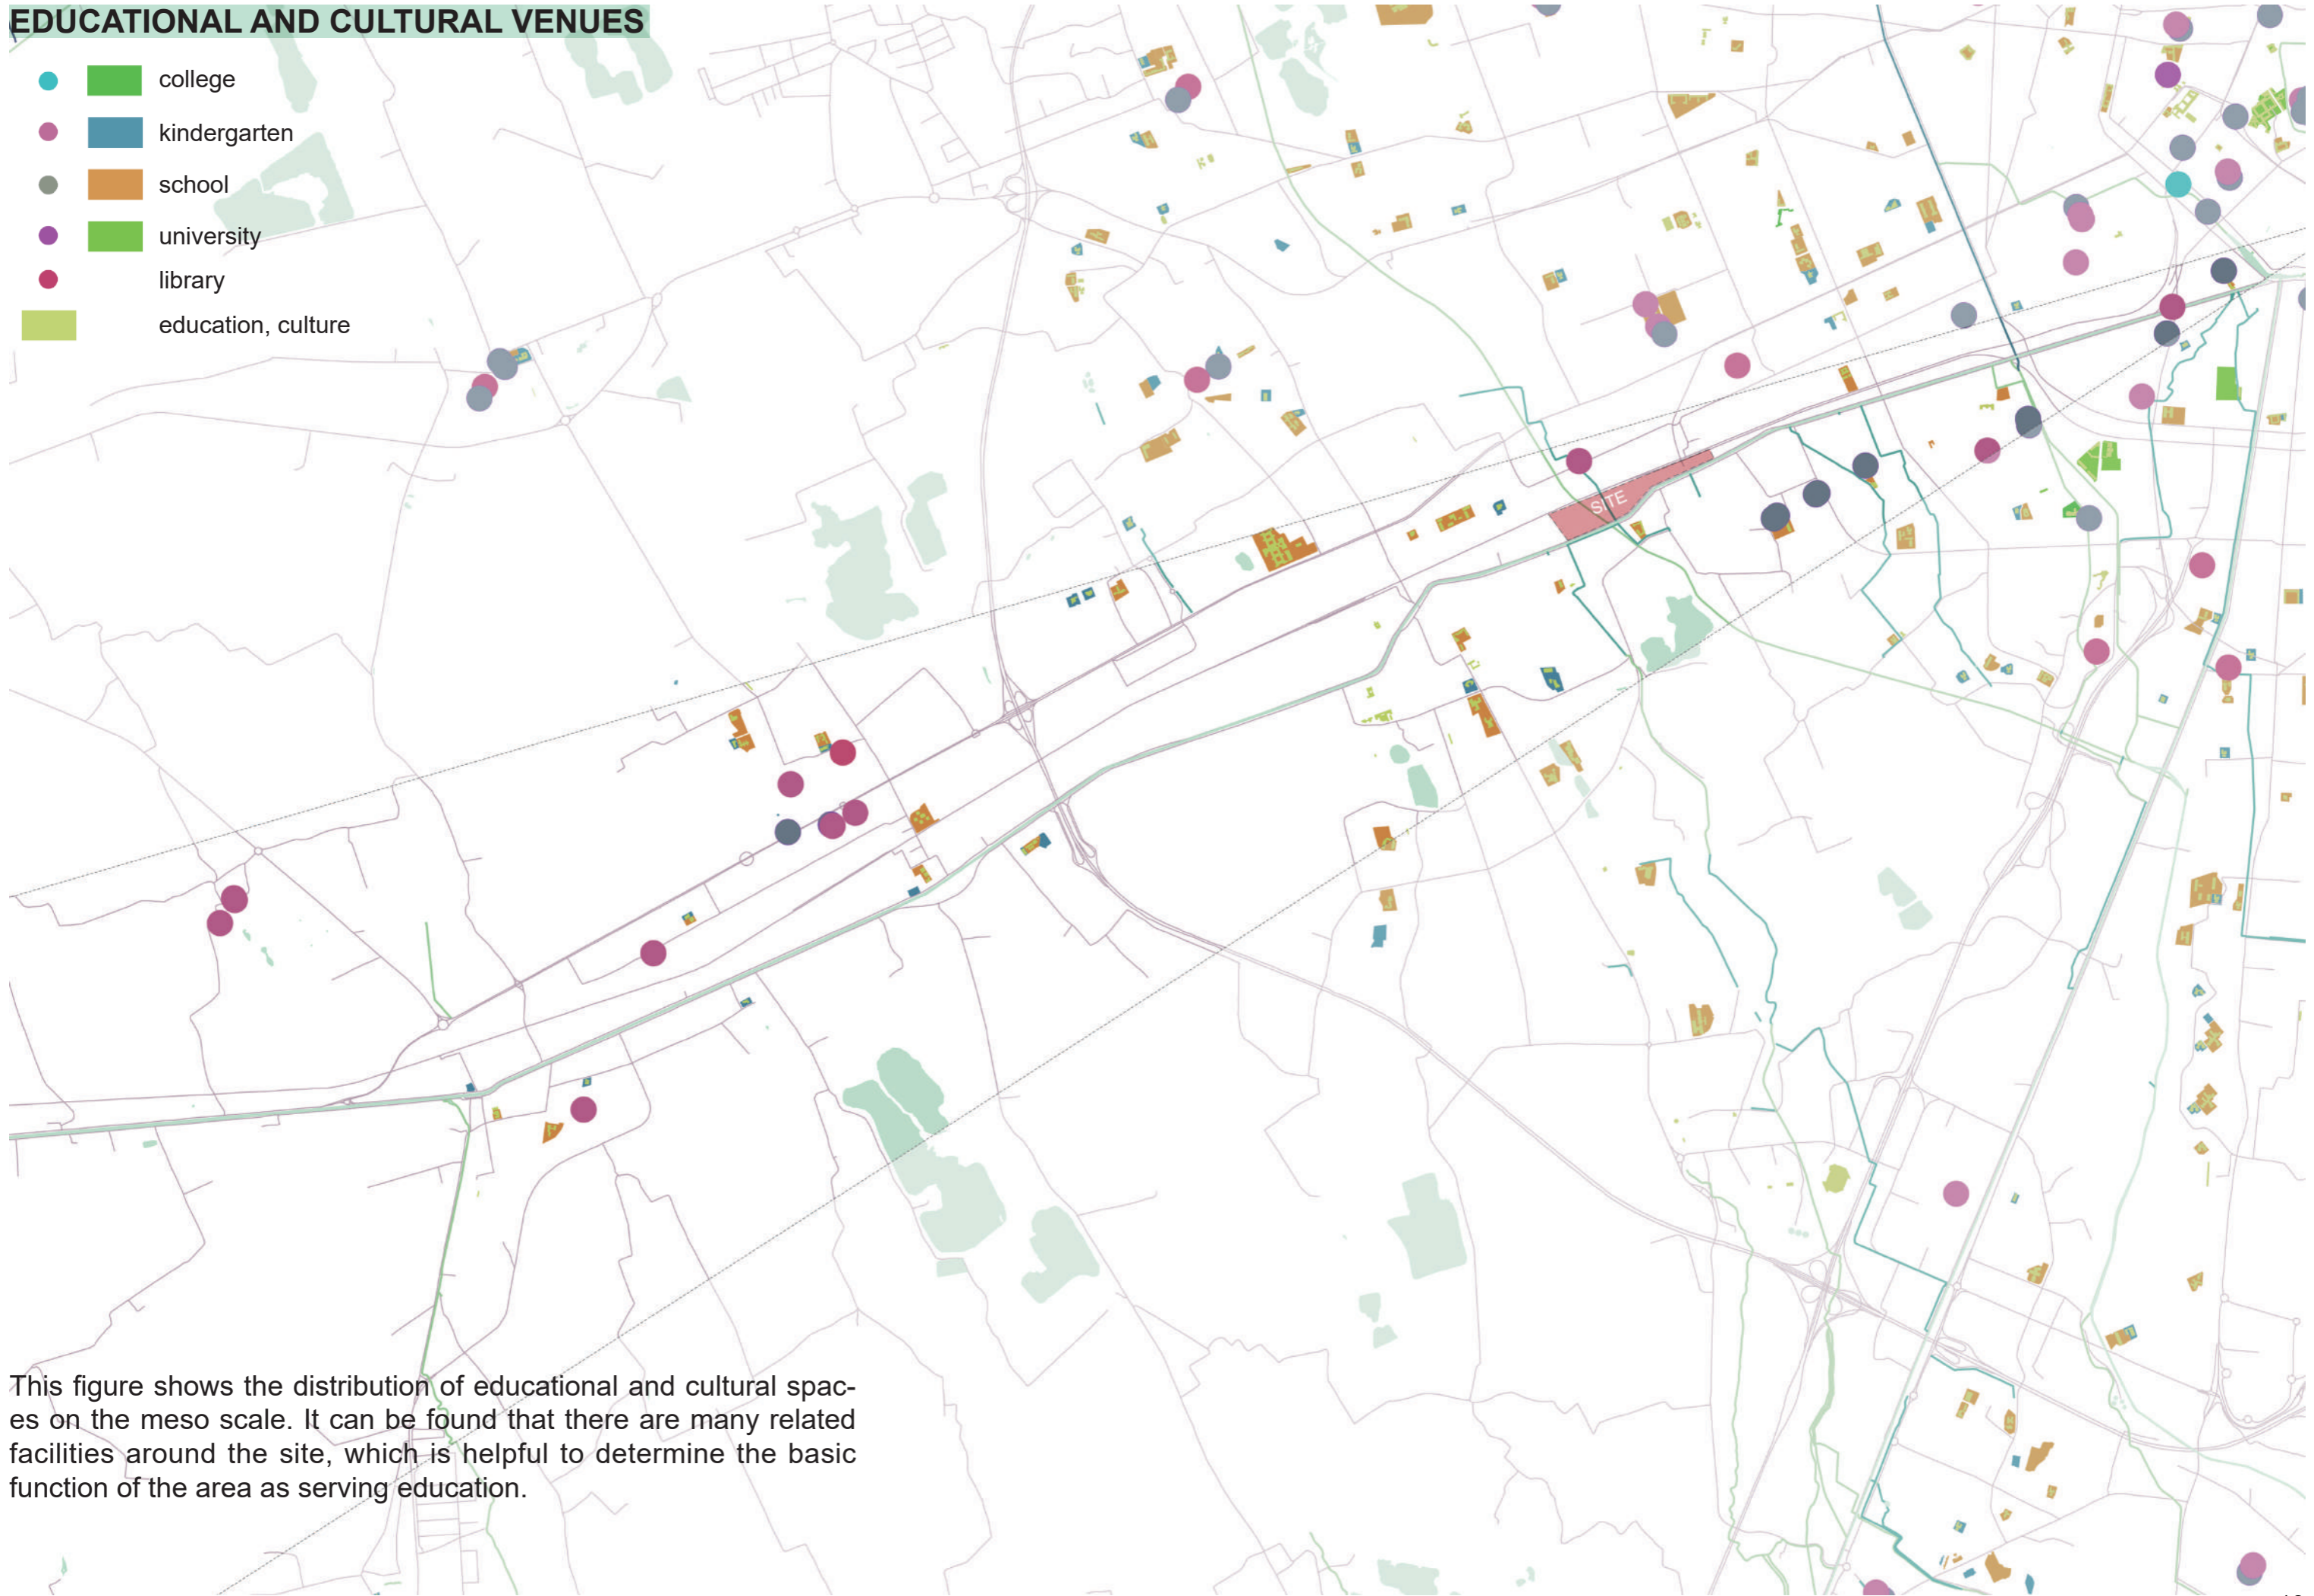 EDUCATIONAL AND CULTURAL VENUES
college
kindergarten
school
university
library
education, culture
SITE
This figure shows the distribution of educational and cultural spac-
es on the meso scale. It can be found that there are many related
facilities around the site, which is helpful to determine the basic
function of the area as serving education.